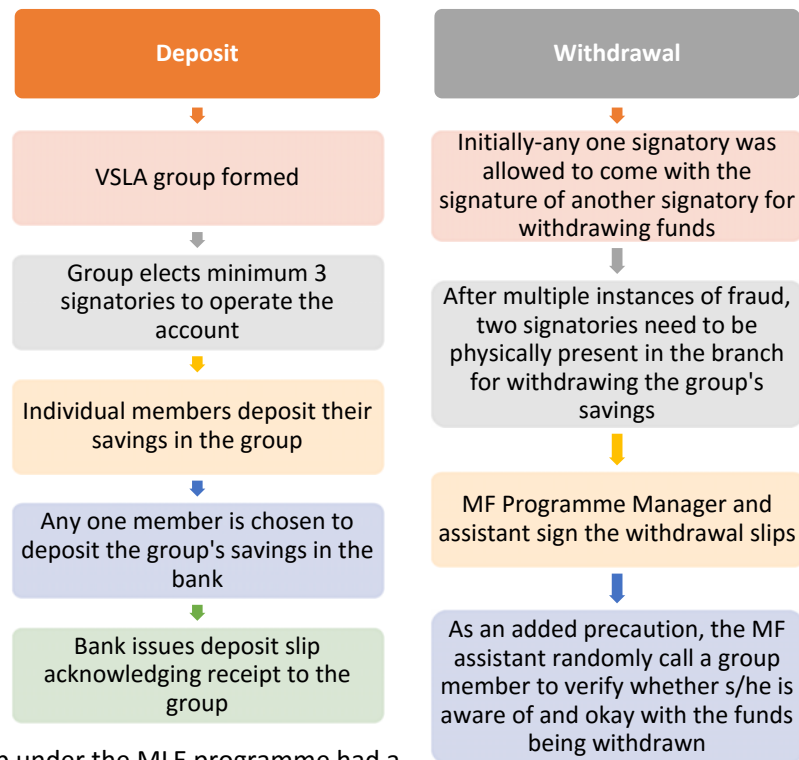 Deposit
VSLA group formed
Group elects minimum 3
signatories to operate the
account
Individual members deposit their
savings in the group
Any one member is chosen to
deposit the group's savings in the
bank
Bank issues deposit slip
acknowledging receipt to the
group
Withdrawal
Initially-any one signatory was
allowed to come with the
signature of another signatory for
withdrawing funds
After multiple instances of fraud,
two signatories need to be
physically present in the branch
for withdrawing the group's
savings
MF Programme Manager and
assistant sign the withdrawal slips
As an added precaution, the MF
assistant randomly call a group
member to verify whether s/he is
aware of and okay with the funds
being withdrawn
under the MLF programme had a